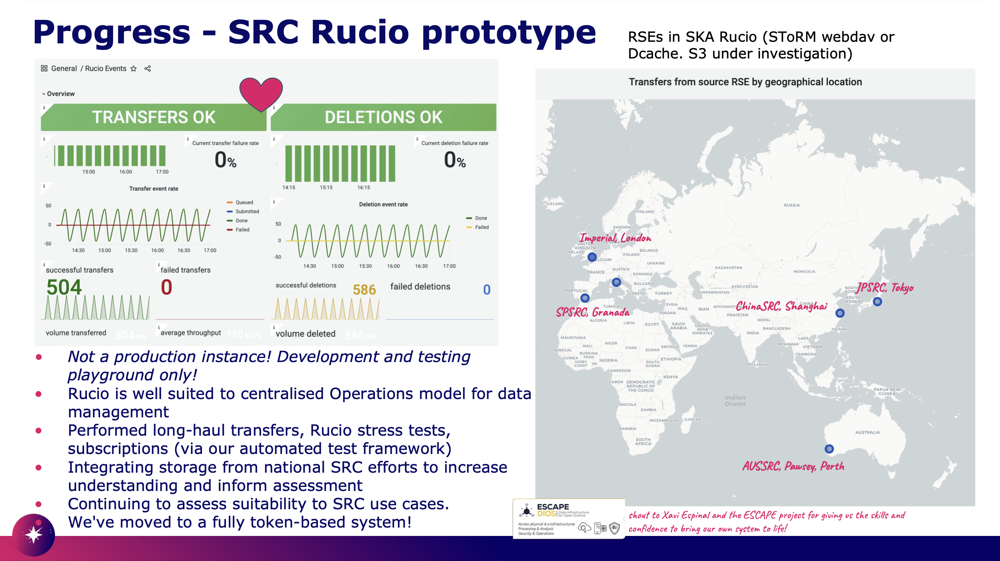 Progress - SRC Rucio prototype
RSEs in SKA Rucio (SToRM webdav or
Dcache. S3 under investigation)
General / Rucio Events
Overview
TRANSFERS OK
DELETIONS OK
Current transfer failure rate
0%
15:00 16:00 17:00
Current deletion failure rate
0%
14:15 15:15 16:15
Transfer event rate
50
0
-50
14:30 15:00 15:30 16:00 16:30 17:00
Queued
Submitted
Done
Failed
Deletion event rate
50
0
-50
14:30 15:00 15:30 16:00 16:30 17:00
Done
Failed
successful transfers
504
failed transfers
0
successful deletions 586
failed deletions 0
volume transferred 504 MB
average throughput 110 kb/s
volume deleted 586 MB
Transfers from source RSE by geographical location
ICELAND
RUSSIA
FINLAND
SWEDEN
Imperial, London
UNITED
KINGDOM
DENMARK
IRELAND
BELARUS
POLAND
ELGIUM
UKRAINE
FRANCE
AUSTRIA
ROMANIA
KAZAKHSTAN
MONGOLIA
BULGARIA
PORTUGAL
GREECE
TURKEY
KYRGYZSTAN
TURKMENISTAN
NORTH
KOREA
JPSRC, Tokyo
SOUTH
KOREA
SPSRC, Granada
TUNISIA
SYRIA
IRAQ
IRAN
AFGHANISTAN
CHINA
ChinaSRC, Shanghai
JORDAN
PAKISTAN
ALGERIA
LIBYA
EGYPT
SAUDI
ARABIA
UNITED
ARAB
EMIRATES
NEPAL
BANGLADESH
INDIA
TAIWAN
MAURITANIA
MALI
NIGER
CHAD
SUDAN
ERITREA
YEMEN
LAOS
MYANMAR
VIETNAM
CAMBODIA
SENEGAL
BURKINA
FASO
GUINEA
IVORY
COAST
NA
NIGERIA
SOUTH
SUDAN
ETHIOPIA
SRI LANKA
CAMEROON
KENYA
GABON
DEMOCRATIC
REPUBLIC OF
THE CONGO
PAPUA NEW
GUINEA
Indian
Ocean
ANGOLA
ZAMBIA
MOZAMBIQUE
GASCAR
NAMIBIA
SOUTH
AFRICA
AUSTRALIA
AUSSRC, Pawsey, Perth
• Not a production instance! Development and testing
playground only!
• Rucio is well suited to centralised Operations model for data
management
• Performed long-haul transfers, Rucio stress tests,
subscriptions (via our automated test framework)
• Integrating storage from national SRC efforts to increase
understanding and inform assessment
• Continuing to assess suitability to SRC use cases.
• We've moved to a fully token-based system!
ESCAPE
DIOS | Data Infrastructure
for Open Science
Access physical & e-infrastructures
Processing & Analysis
Security & Operations
shout to Xavi Espinal and the ESCAPE project for giving us the skills and
confidence to bring our own system to life!